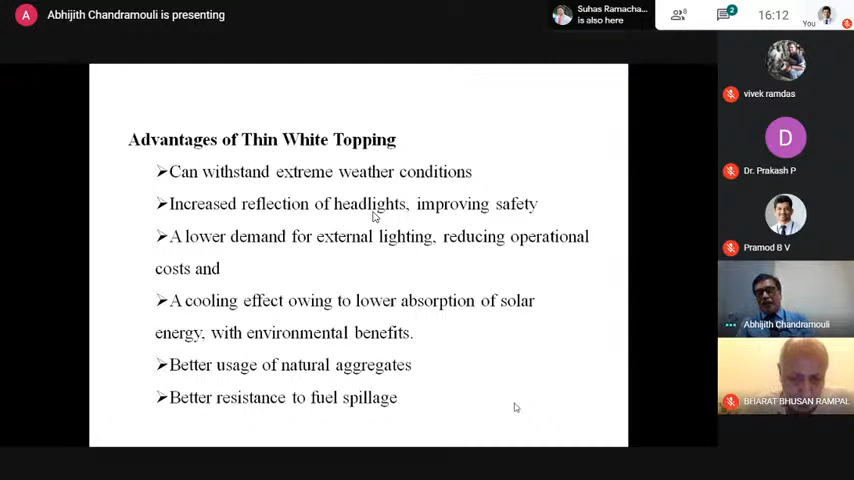 A
Abhijith Chandramouli is presenting
Suhas Ramacha...
is also here
8
2
16:12
You
Advantages of Thin White Topping
➢Can withstand extreme weather conditions
➢Increased reflection of headlights, improving safety
➢A lower demand for external lighting, reducing operational
costs and
➢A cooling effect owing to lower absorption of solar
energy, with environmental benefits.
➢Better usage of natural aggregates
➢Better resistance to fuel spillage
vivek ramdas
D
Dr. Prakash P
Pramod B V
Abhijith Chandramouli
BHARAT BHUSAN RAMPAL